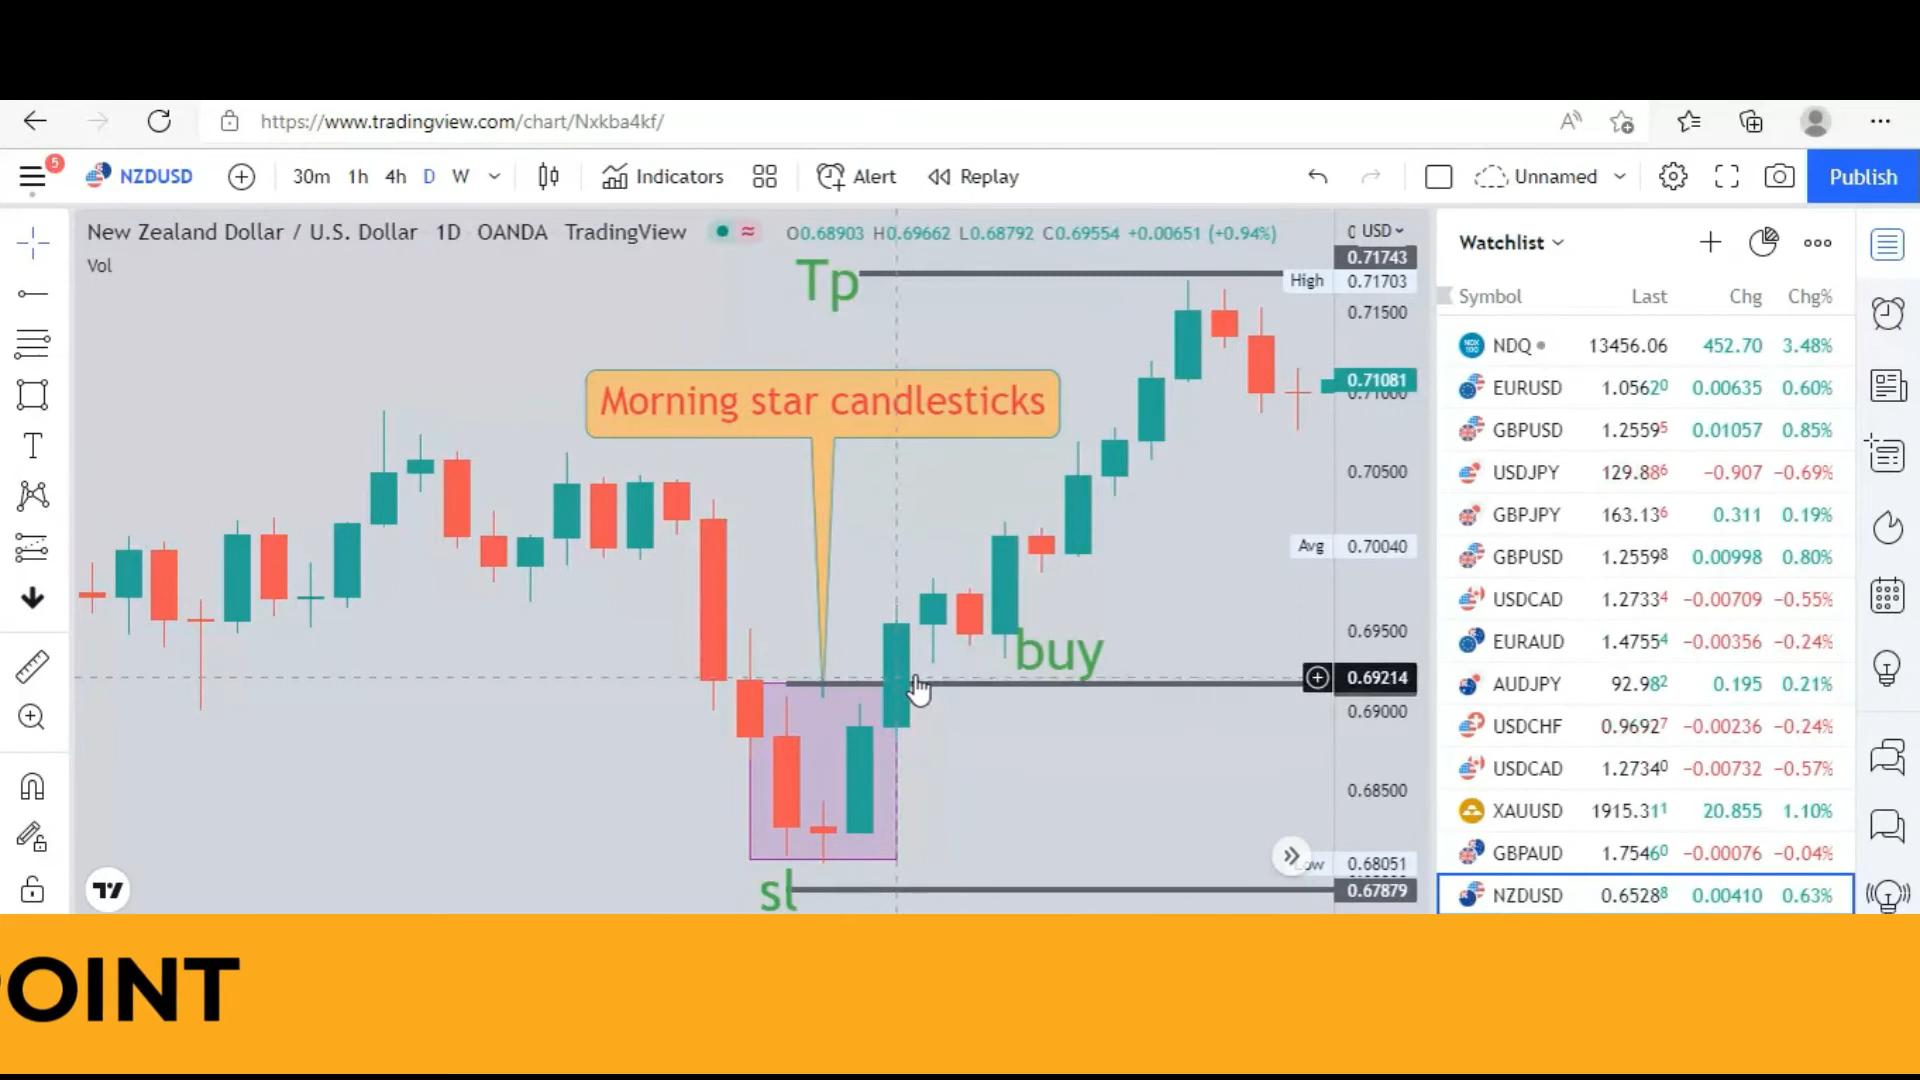 https://www.tradingview.com/chart/Nxkba4kf/
5 NZDUSD 30m 1h 4h D W Indicators Alert Replay Unnamed Publish
New Zealand Dollar / U.S. Dollar 1D OANDA TradingView O0.68903 H0.69662 L0.68792 C0.69554 +0.00651 (+0.94%) USD
Vol
Tp
0.71743
High 0.71703
0.71500
0.71081
0.71000
Morning star candlesticks
0.70500
Avg 0.70040
0.69500
buy
0.69214
0.69000
0.68500
Low 0.68051
0.67879
sl
Watchlist
Symbol Last Chg Chg%
NDQ 13456.06 452.70 3.48%
EURUSD 1.05620 0.00635 0.60%
GBPUSD 1.25595 0.01057 0.85%
USDJPY 129.886 −0.907 −0.69%
GBPJPY 163.136 0.311 0.19%
GBPUSD 1.25598 0.00998 0.80%
USDCAD 1.27334 −0.00709 −0.55%
EURAUD 1.47554 −0.00356 −0.24%
AUDJPY 92.982 0.195 0.21%
USDCHF 0.96927 −0.00236 −0.24%
USDCAD 1.27340 −0.00732 −0.57%
XAUUSD 1915.311 20.855 1.10%
GBPAUD 1.75460 −0.00076 −0.04%
NZDUSD 0.65288 0.00410 0.63%
POINT